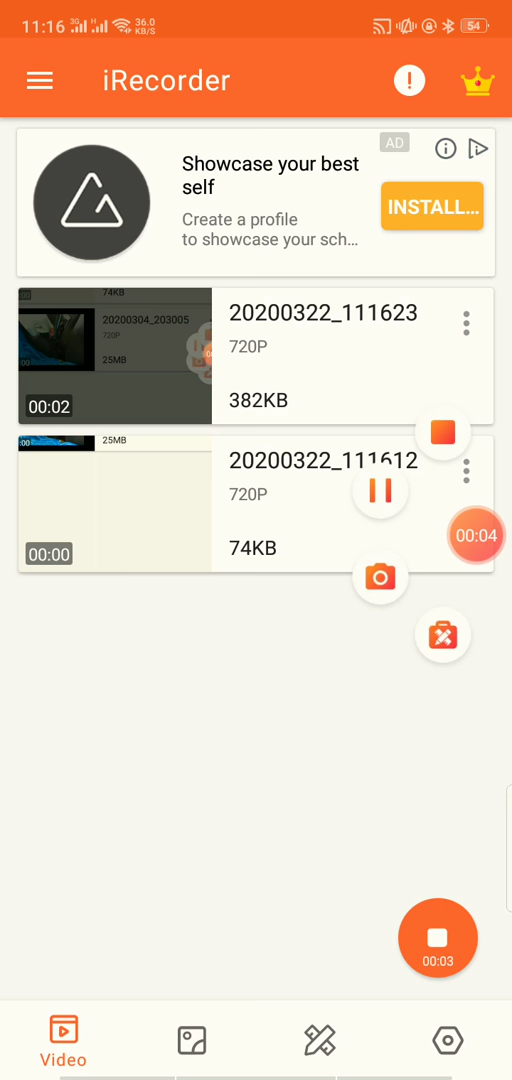 11:16 3G H 36.0 KB/S 54
iRecorder
AD
Showcase your best
self
Create a profile
to showcase your sch...
INSTALL...
74KB
20200304_203005
720P
25MB
00:02
20200322_111623
720P
382KB
25MB
00:00
20200322_111612
720P
74KB
00:04
00:03
Video